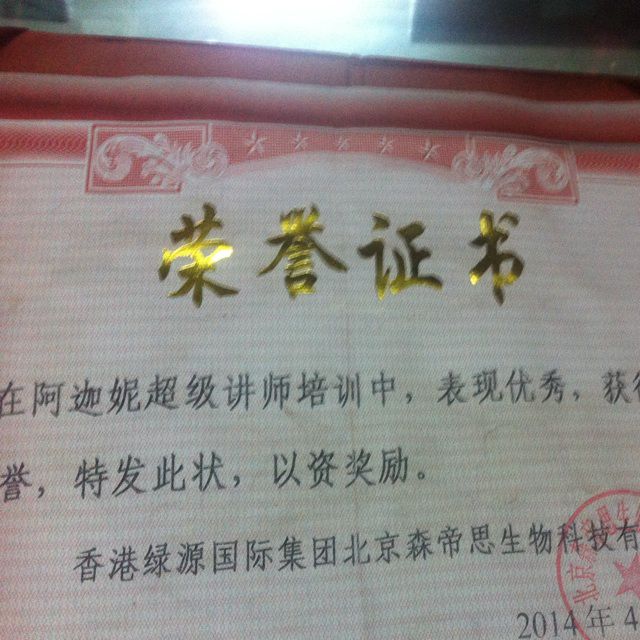 荣誉证书
在阿迦妮超级讲师培训中，表现优秀，获
誉，特发此状，以资奖励。
香港绿源国际集团北京森帝思生物科技有
2014年4